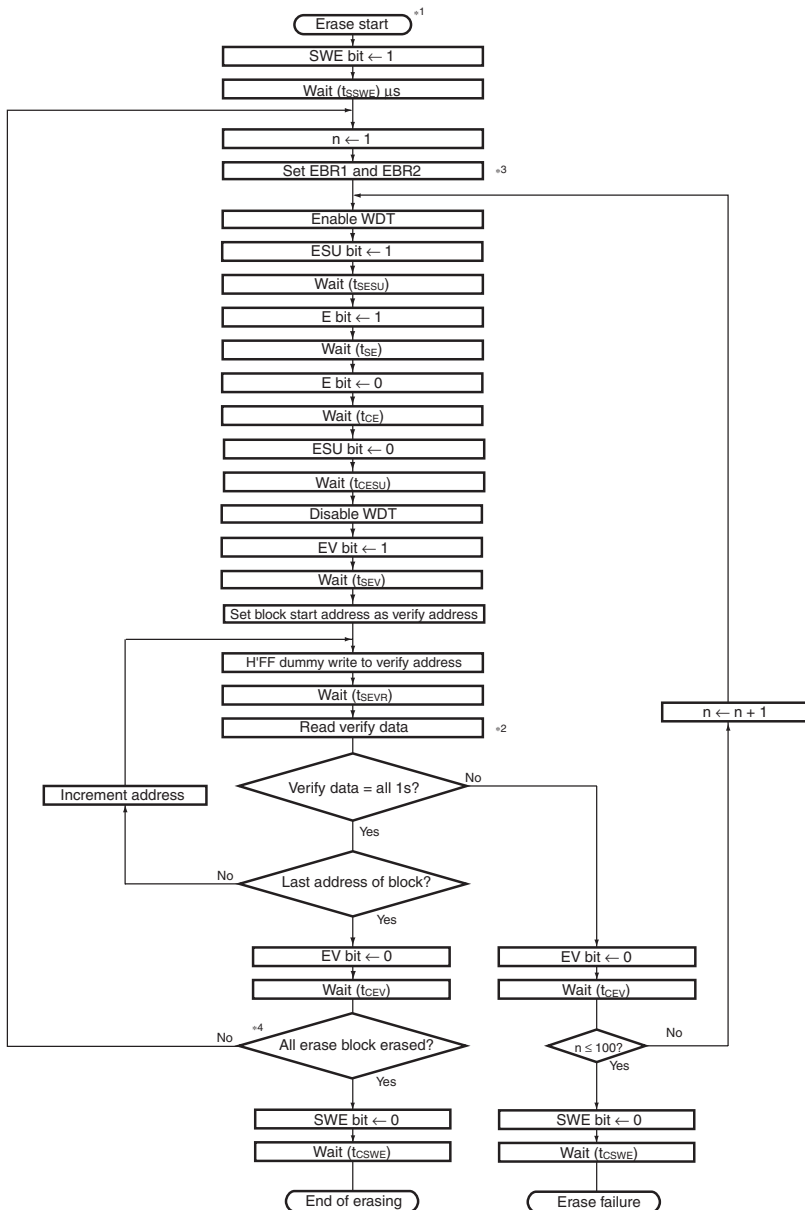 Erase start
*1
SWE bit ← 1
Wait (tSSWE) μs
n ← 1
Set EBR1 and EBR2
*3
Enable WDT
ESU bit ← 1
Wait (tSESU)
E bit ← 1
Wait (tSE)
E bit ← 0
Wait (tCE)
ESU bit ← 0
Wait (tCESU)
Disable WDT
EV bit ← 1
Wait (tSEV)
Set block start address as verify address
H'FF dummy write to verify address
Wait (tSEVR)
Read verify data
*2
n ← n + 1
Increment address
Verify data = all 1s?
No
Yes
No
Last address of block?
Yes
EV bit ← 0
EV bit ← 0
Wait (tCEV)
Wait (tCEV)
No
*4
All erase block erased?
Yes
n ≤ 100?
No
Yes
SWE bit ← 0
SWE bit ← 0
Wait (tCSWE)
Wait (tCSWE)
End of erasing
Erase failure